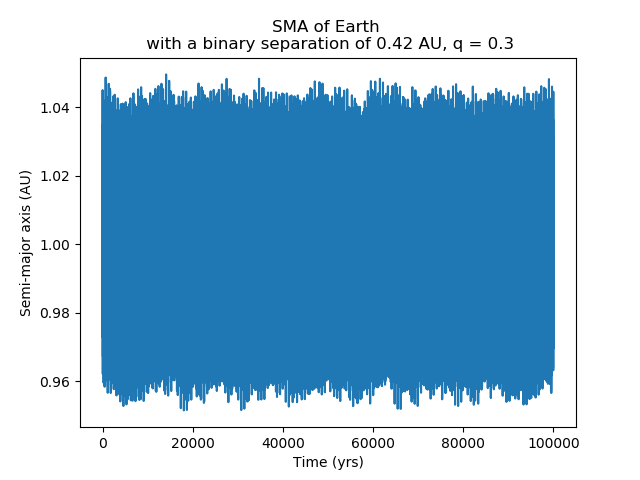 SMA of Earth
with a binary separation of 0.42 AU, q = 0.3
1.04
1.02
1.00
0.98
0.96
Semi-major axis (AU)
0 20000 40000 60000 80000 100000
Time (yrs)